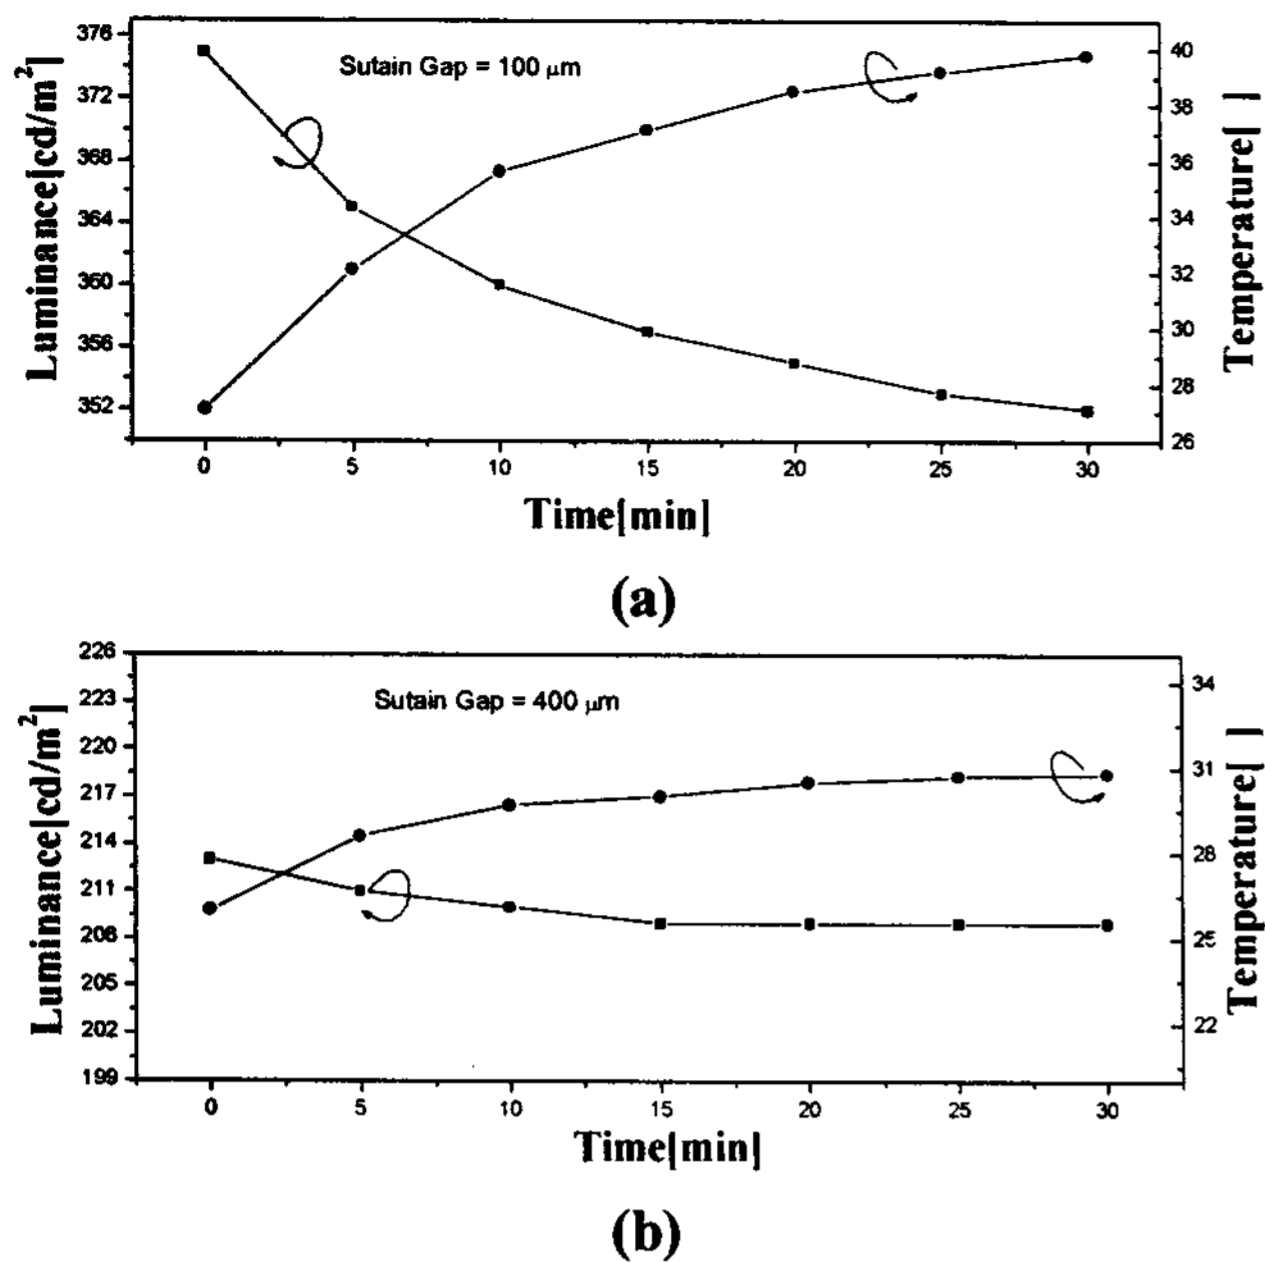 Sutain Gap = 100 μm
Luminance[cd/m²]
376
372
368
364
360
356
352
Temperature[ ]
40
38
36
34
32
30
28
26
0 5 10 15 20 25 30
Time[min]
(a)
Sutain Gap = 400 μm
Luminance[cd/m²]
226
223
220
217
214
211
208
205
202
199
Temperature[ ]
34
31
28
25
22
0 5 10 15 20 25 30
Time[min]
(b)